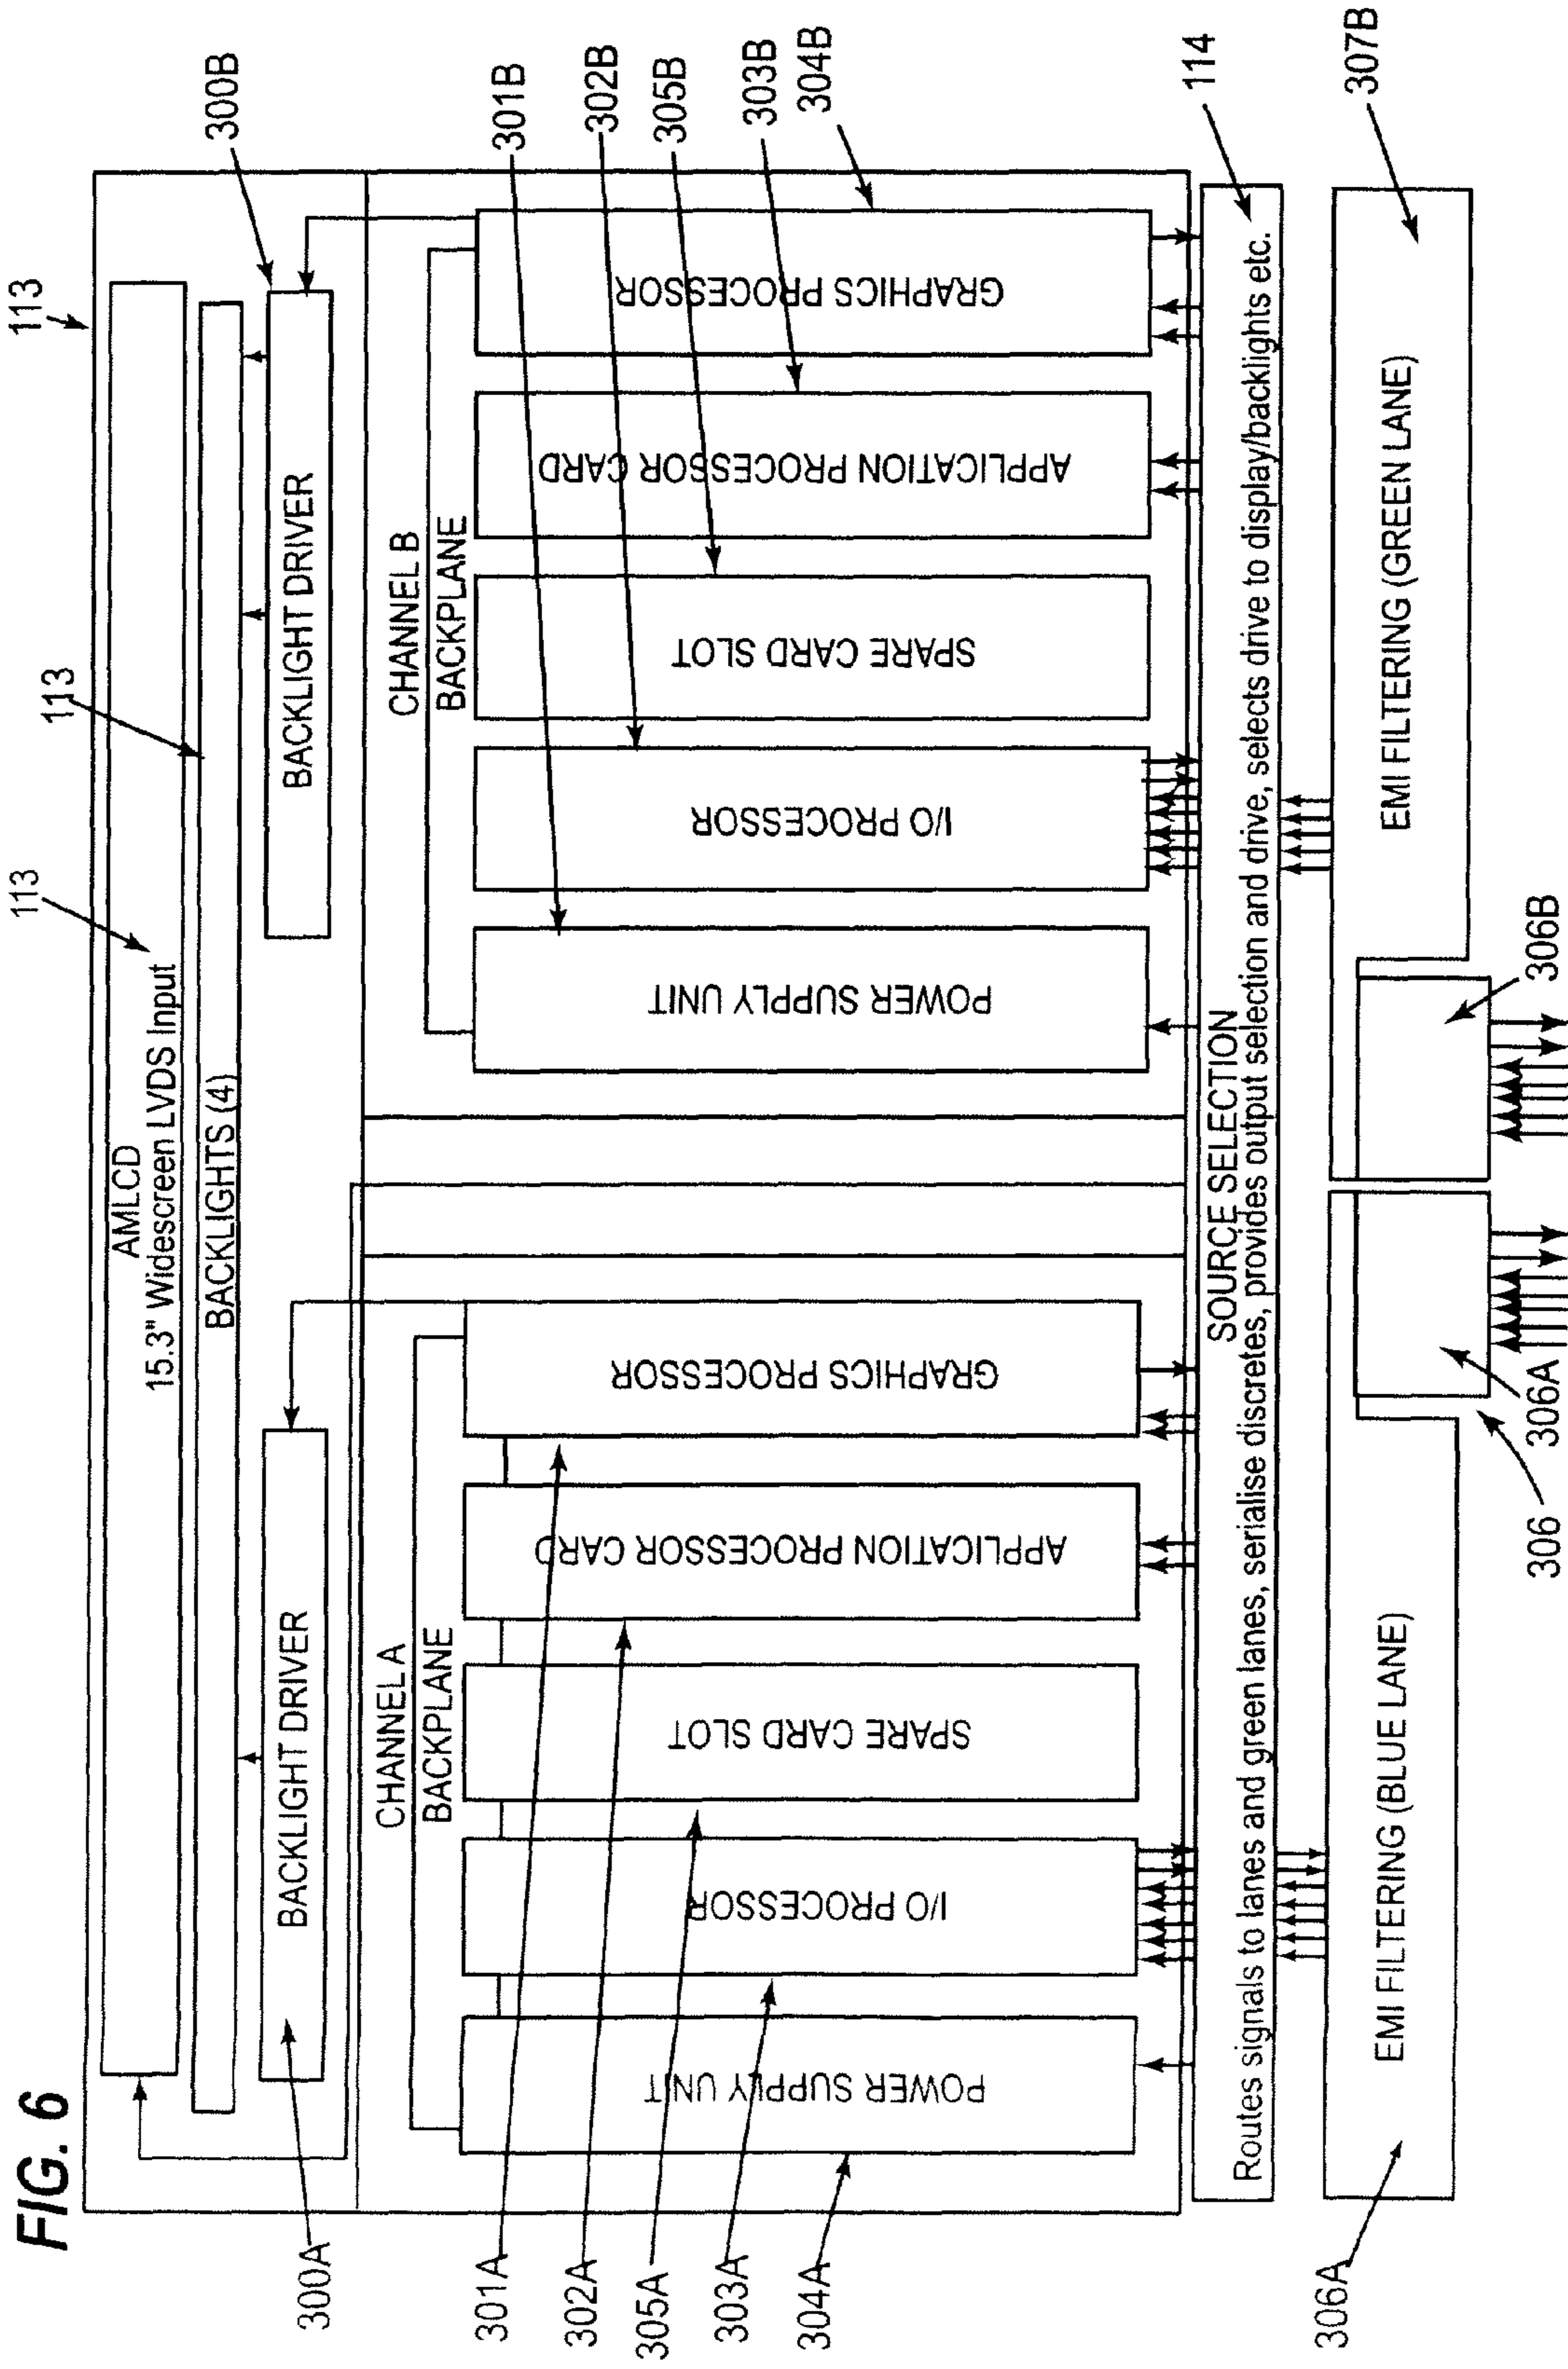 FIG. 6
113
113
113
300A
300B
AMLCD
15.3" Widescreen LVDS Input
BACKLIGHTS (4)
BACKLIGHT DRIVER
BACKLIGHT DRIVER
301A
302A
305A
303A
304A
CHANNEL A
BACKPLANE
POWER SUPPLY UNIT
I/O PROCESSOR
SPARE CARD SLOT
APPLICATION PROCESSOR CARD
GRAPHICS PROCESSOR
CHANNEL B
BACKPLANE
POWER SUPPLY UNIT
I/O PROCESSOR
SPARE CARD SLOT
APPLICATION PROCESSOR CARD
GRAPHICS PROCESSOR
301B
302B
305B
303B
304B
SOURCE SELECTION
Routes signals to lanes and green lanes, serialise discretes, provides output selection and drive, selects drive to display/backlights etc.
114
306A
EMI FILTERING (BLUE LANE)
EMI FILTERING (GREEN LANE)
307B
306
306A
306B